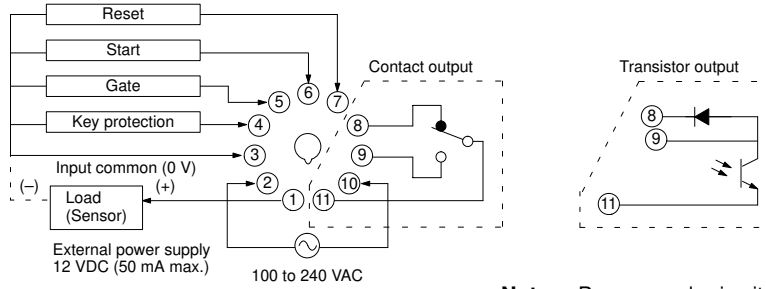 Reset
Start
Gate
Key protection
Input common (0 V)
(–)
(+)
Load
(Sensor)
External power supply
12 VDC (50 mA max.)
100 to 240 VAC
5
6
7
4
8
3
9
2
10
1
11
Contact output
Transistor output
8
9
11